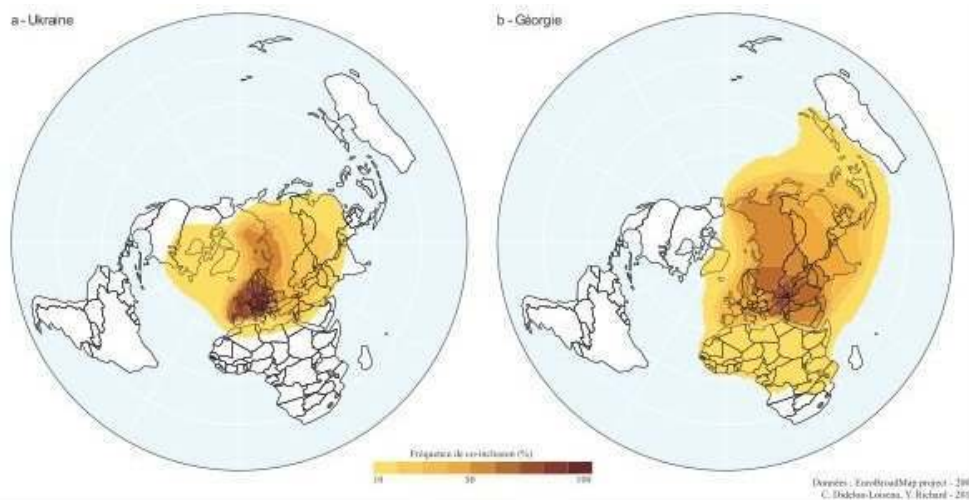 a - Ukraine
b - Géorgie
Fréquence de co-inclusion (%)
10 50 100
Données : EuroBroadMap project - 200
C. Didelon-Loiseau, Y. Richard - 20